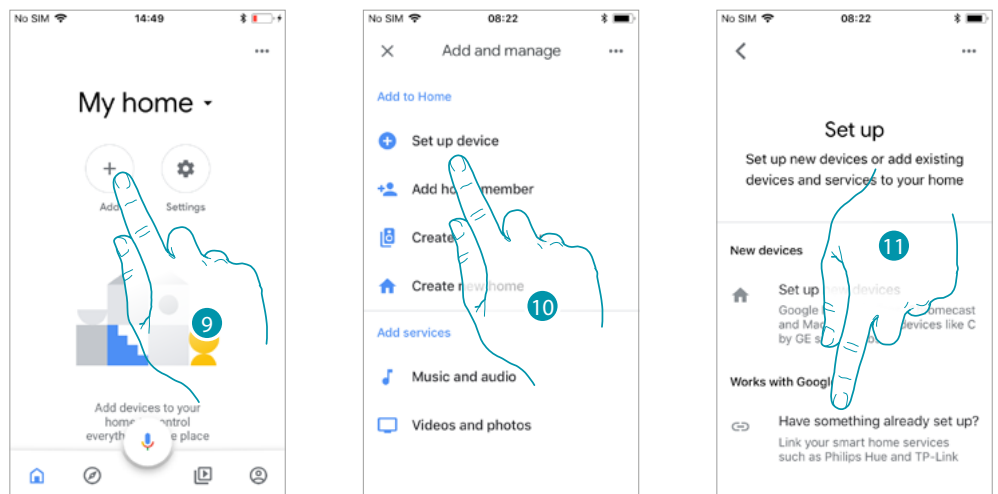 No SIM 14:49
My home
Add
Settings
9
Add devices to your
home control
everyth place
No SIM 08:22
Add and manage
Add to Home
Set up device
Add ho member
Create
Create new home
10
Add services
Music and audio
Videos and photos
No SIM 08:22
Set up
Set up new devices or add existing
devices and services to your home
New devices
11
Set up new devices
Google omecast
and Mac devices like C
by GE s
Works with Googl
Have something already set up?
Link your smart home services
such as Philips Hue and TP-Link